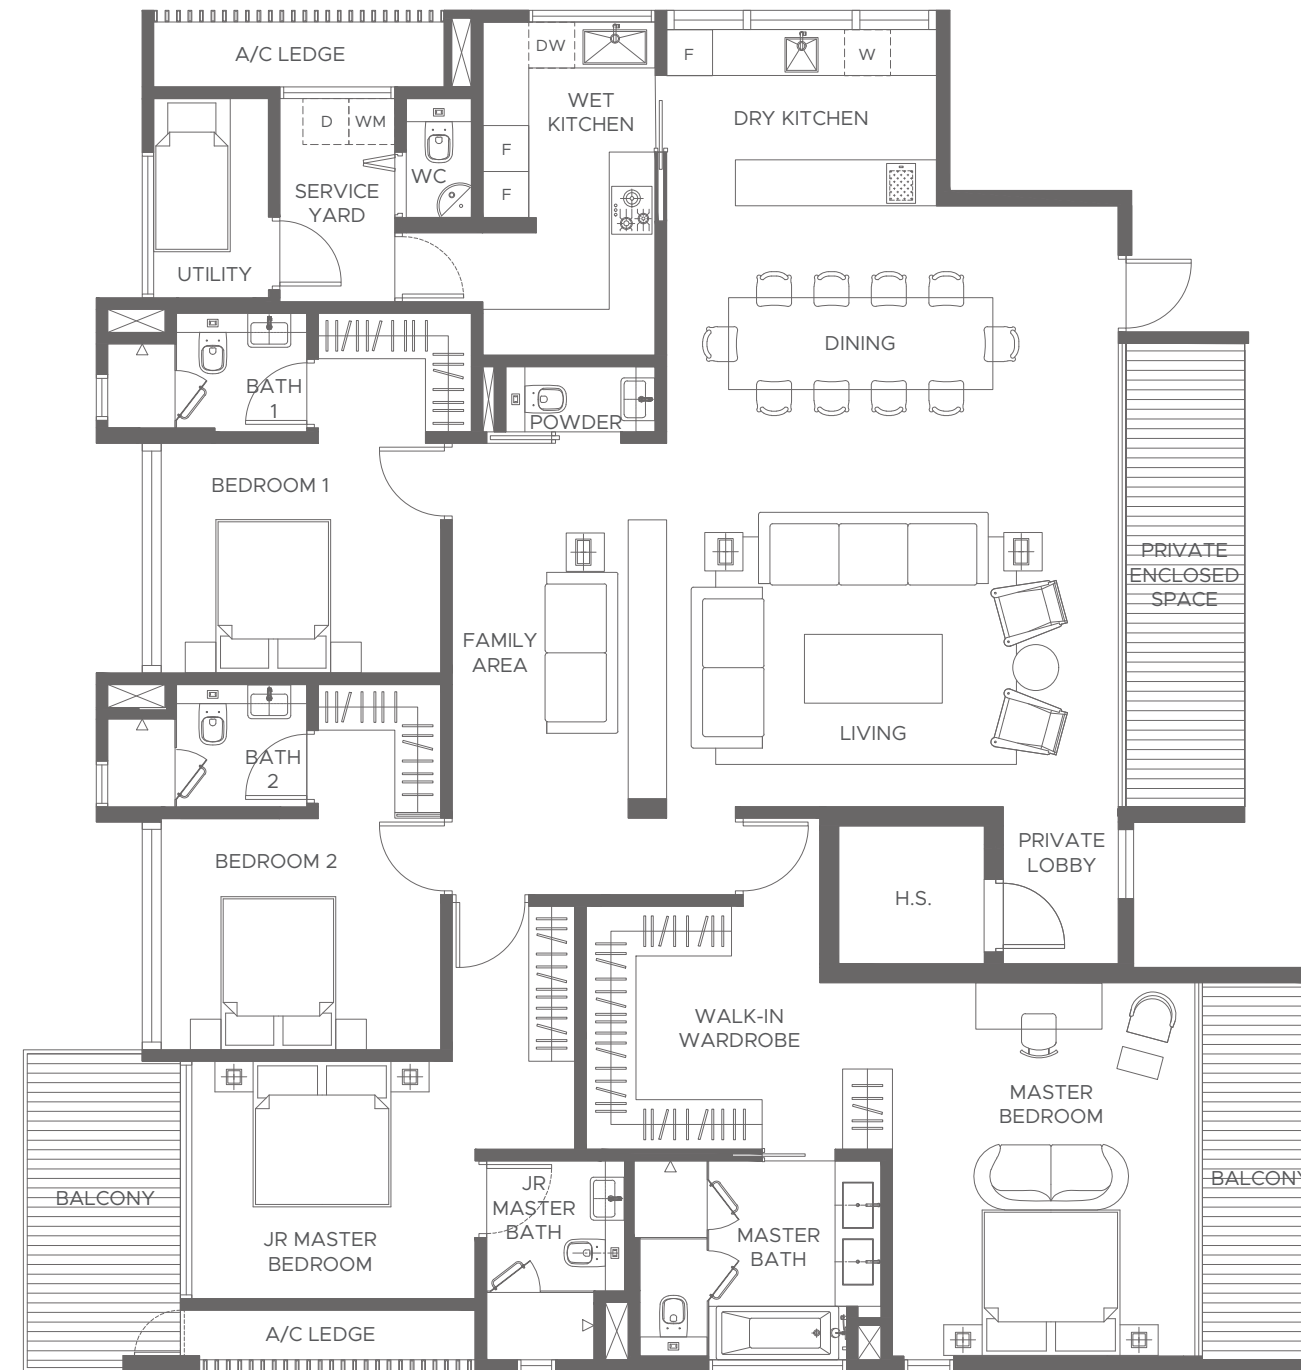 A/C LEDGE
DW
F
W
WET
KITCHEN
DRY KITCHEN
D
WM
F
WC
F
SERVICE
YARD
UTILITY
DINING
BATH
1
POWDER
BEDROOM 1
PRIVATE
ENCLOSED
SPACE
FAMILY
AREA
LIVING
BATH
2
BEDROOM 2
PRIVATE
LOBBY
H.S.
WALK-IN
WARDROBE
MASTER
BEDROOM
BALCONY
JR
MASTER
BATH
BALCONY
JR MASTER
BEDROOM
MASTER
BATH
A/C LEDGE